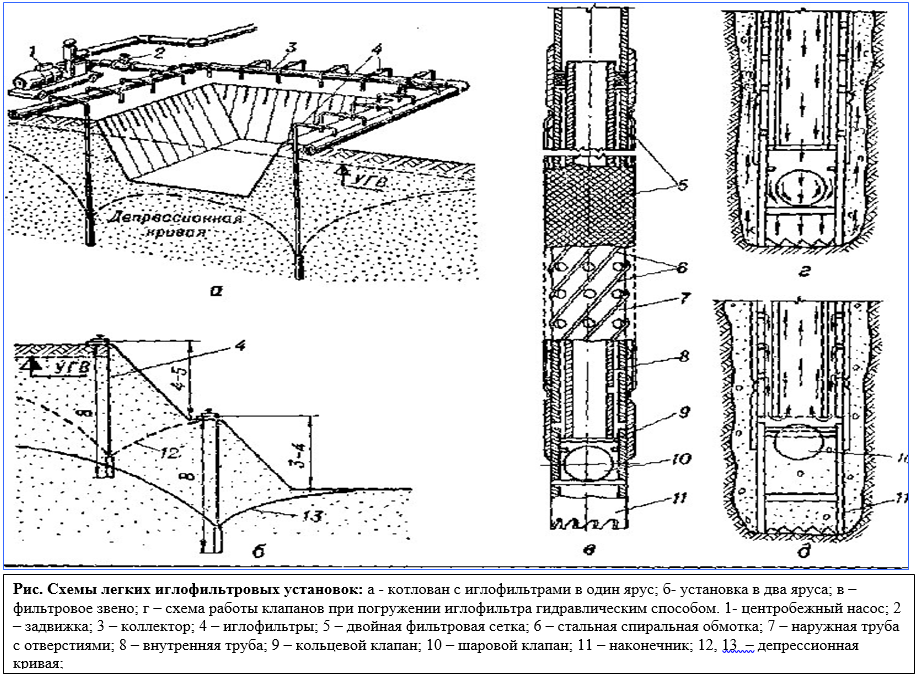 1
2
3
4
УГВ
Депрессионная
кривая
а
УГВ
4
4-5
8
12
8
3-4
13
б
5
6
7
8
9
10
11
в
г
11
д
Рис. Схемы легких иглофильтровых установок: а - котлован с иглофильтрами в один ярус; б- установка в два яруса; в –
фильтровое звено; г – схема работы клапанов при погружении иглофильтра гидравлическим способом. 1- центробежный насос; 2
– задвижка; 3 – коллектор; 4 – иглофильтры; 5 – двойная фильтровая сетка; 6 – стальная спиральная обмотка; 7 – наружная труба
с отверстиями; 8 – внутренняя труба; 9 – кольцевой клапан; 10 – шаровой клапан; 11 – наконечник; 12, 13 – депрессионная
кривая;